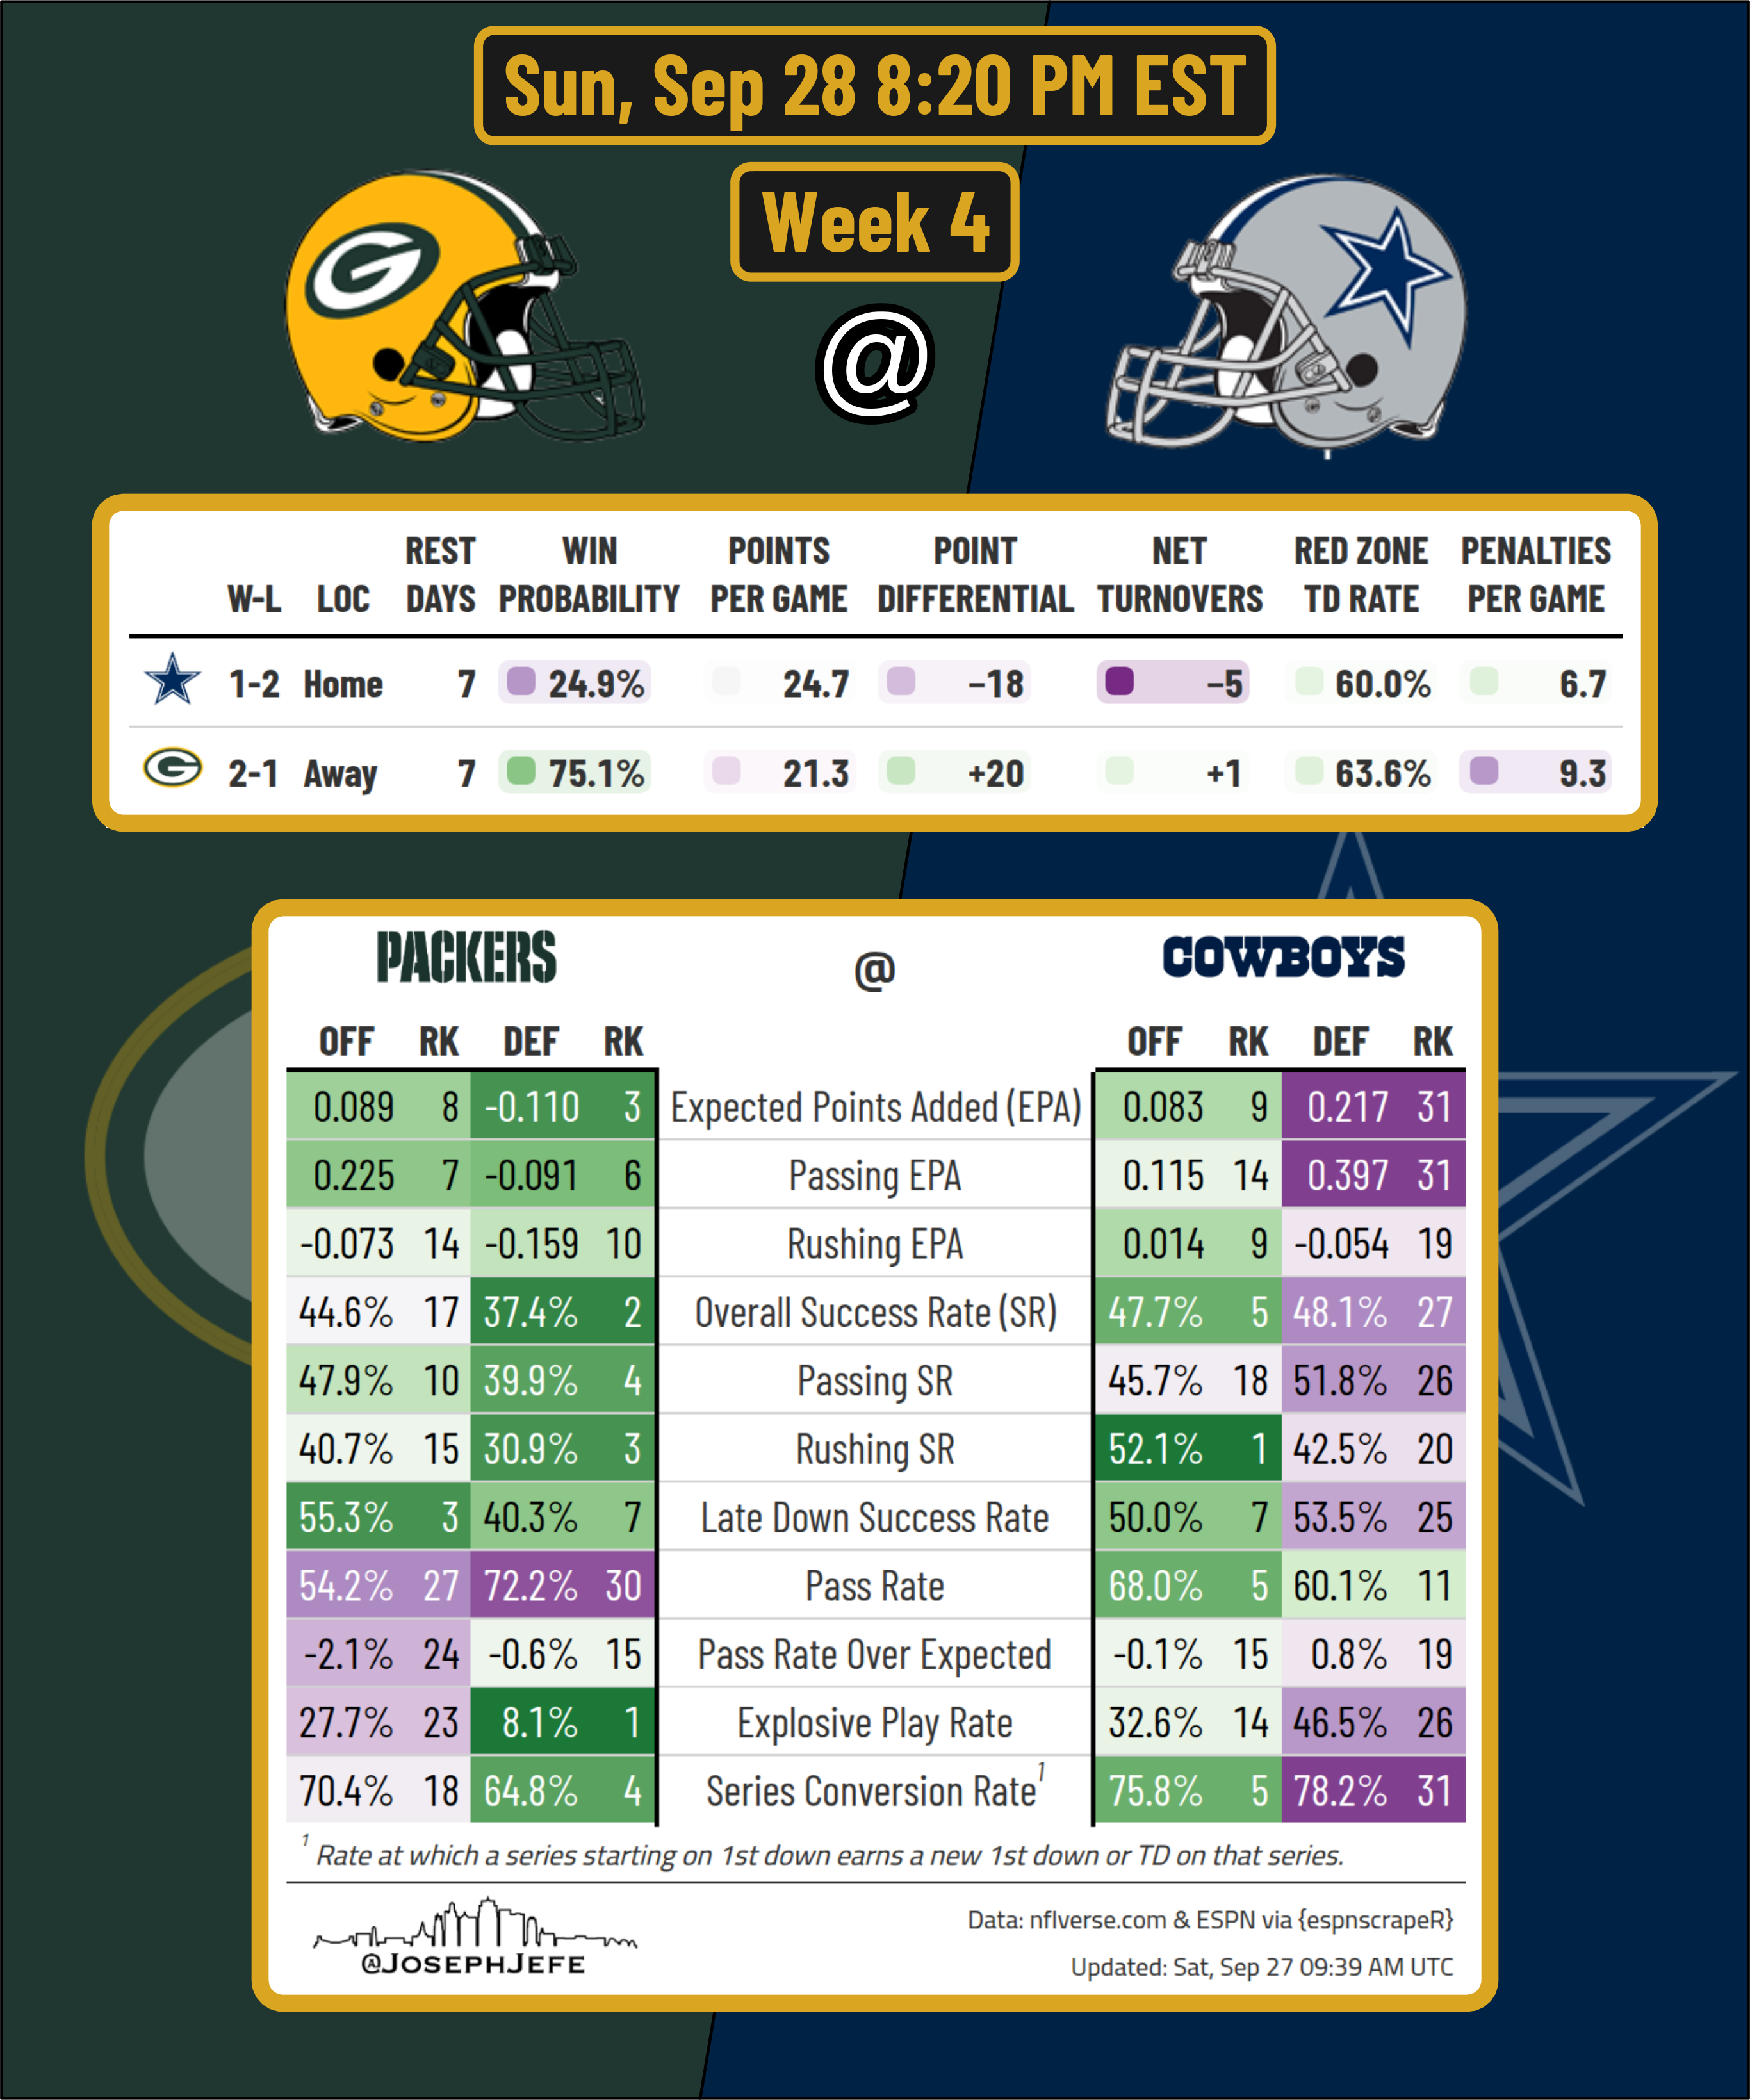 Sun, Sep 28 8:20 PM EST
Week 4
G
@
REST WIN POINTS POINT NET RED ZONE PENALTIES
W-L LOC DAYS PROBABILITY PER GAME DIFFERENTIAL TURNOVERS TD RATE PER GAME
1-2 Home 7 24.9% 24.7 −18 −5 60.0% 6.7
G 2-1 Away 7 75.1% 21.3 +20 +1 63.6% 9.3
PACKERS @ COWBOYS
OFF RK DEF RK OFF RK DEF RK
0.089 8 -0.110 3 Expected Points Added (EPA) 0.083 9 0.217 31
0.225 7 -0.091 6 Passing EPA 0.115 14 0.397 31
-0.073 14 -0.159 10 Rushing EPA 0.014 9 -0.054 19
44.6% 17 37.4% 2 Overall Success Rate (SR) 47.7% 5 48.1% 27
47.9% 10 39.9% 4 Passing SR 45.7% 18 51.8% 26
40.7% 15 30.9% 3 Rushing SR 52.1% 1 42.5% 20
55.3% 3 40.3% 7 Late Down Success Rate 50.0% 7 53.5% 25
54.2% 27 72.2% 30 Pass Rate 68.0% 5 60.1% 11
-2.1% 24 -0.6% 15 Pass Rate Over Expected -0.1% 15 0.8% 19
27.7% 23 8.1% 1 Explosive Play Rate 32.6% 14 46.5% 26
70.4% 18 64.8% 4 Series Conversion Rate¹ 75.8% 5 78.2% 31
¹ Rate at which a series starting on 1st down earns a new 1st down or TD on that series.
@JOSEPHJEFE
Data: nflverse.com & ESPN via {espnscrapeR}
Updated: Sat, Sep 27 09:39 AM UTC